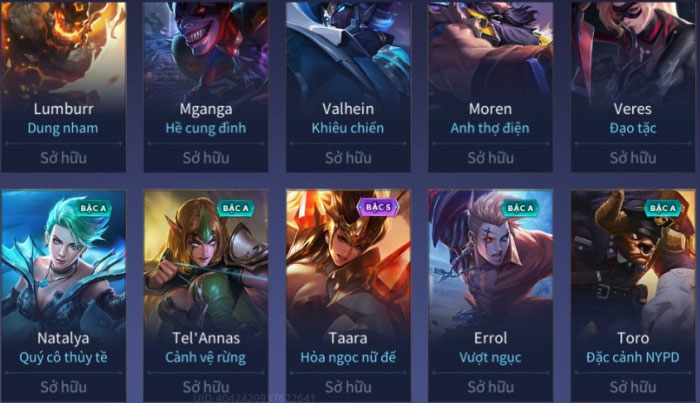 Lumburr
Dung nham
Sở hữu
Mganga
Hề cung đình
Sở hữu
Valhein
Khiêu chiến
Sở hữu
Moren
Anh thợ điện
Sở hữu
Veres
Đạo tặc
Sở hữu
BẬC A
Natalya
Quý cô thủy tề
Sở hữu
BẬC A
Tel'Annas
Cảnh vệ rừng
Sở hữu
BẬC S
Taara
Hỏa ngọc nữ đế
Sở hữu
BẬC A
Errol
Vượt ngục
Sở hữu
BẬC A
Toro
Đặc cảnh NYPD
Sở hữu